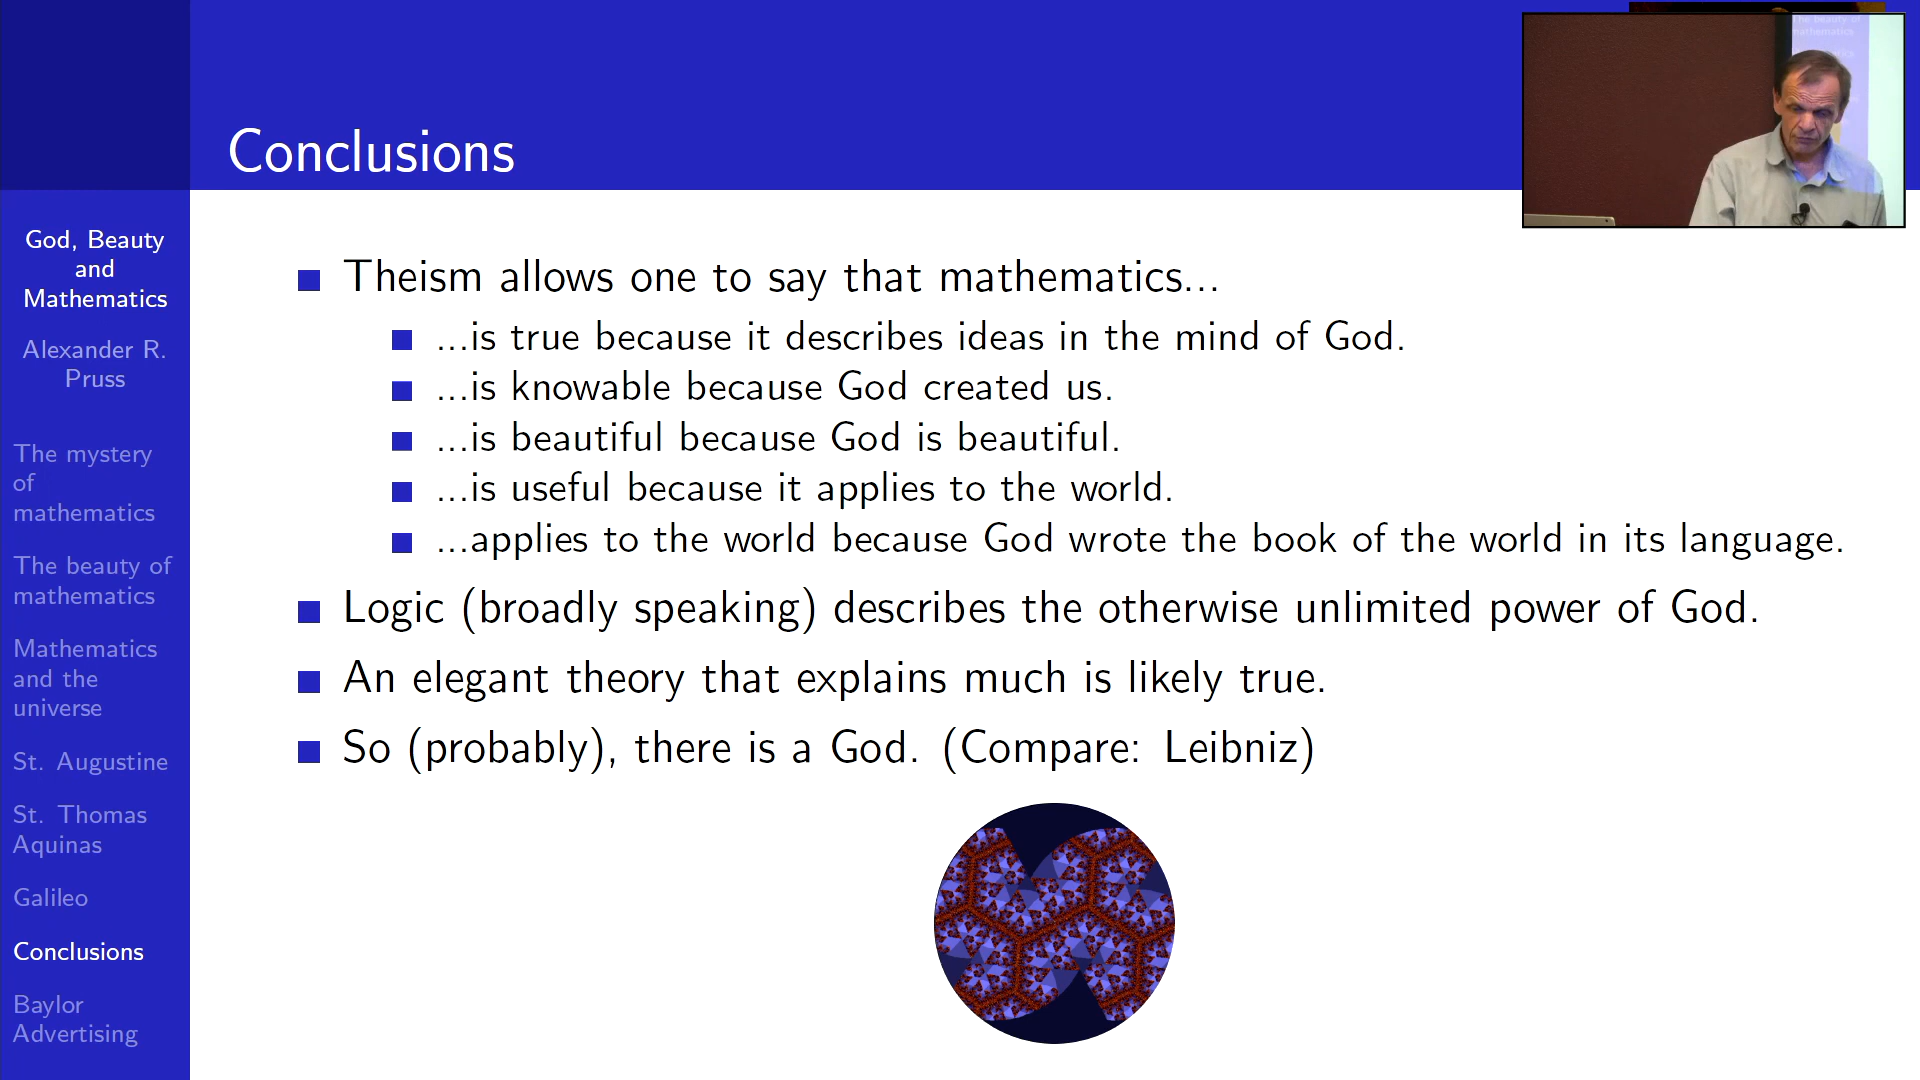 Conclusions
God, Beauty
and
Mathematics
Alexander R.
Pruss
The mystery
of
mathematics
The beauty of
mathematics
Mathematics
and the
universe
St. Augustine
St. Thomas
Aquinas
Galileo
Conclusions
Baylor
Advertising
Theism allows one to say that mathematics...
...is true because it describes ideas in the mind of God.
...is knowable because God created us.
...is beautiful because God is beautiful.
...is useful because it applies to the world.
...applies to the world because God wrote the book of the world in its language.
Logic (broadly speaking) describes the otherwise unlimited power of God.
An elegant theory that explains much is likely true.
So (probably), there is a God. (Compare: Leibniz)
The beauty of
mathematics